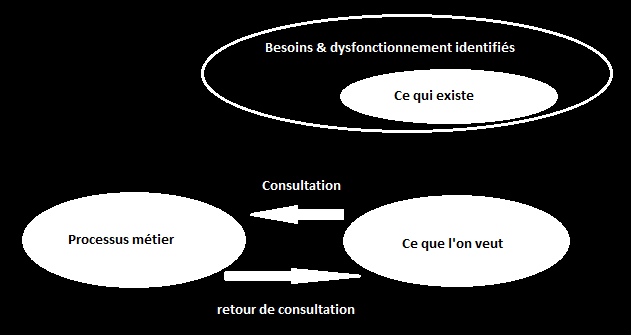 Besoins & dysfonctionnement identifiés
Ce qui existe
Consultation
Processus métier
Ce que l'on veut
retour de consultation